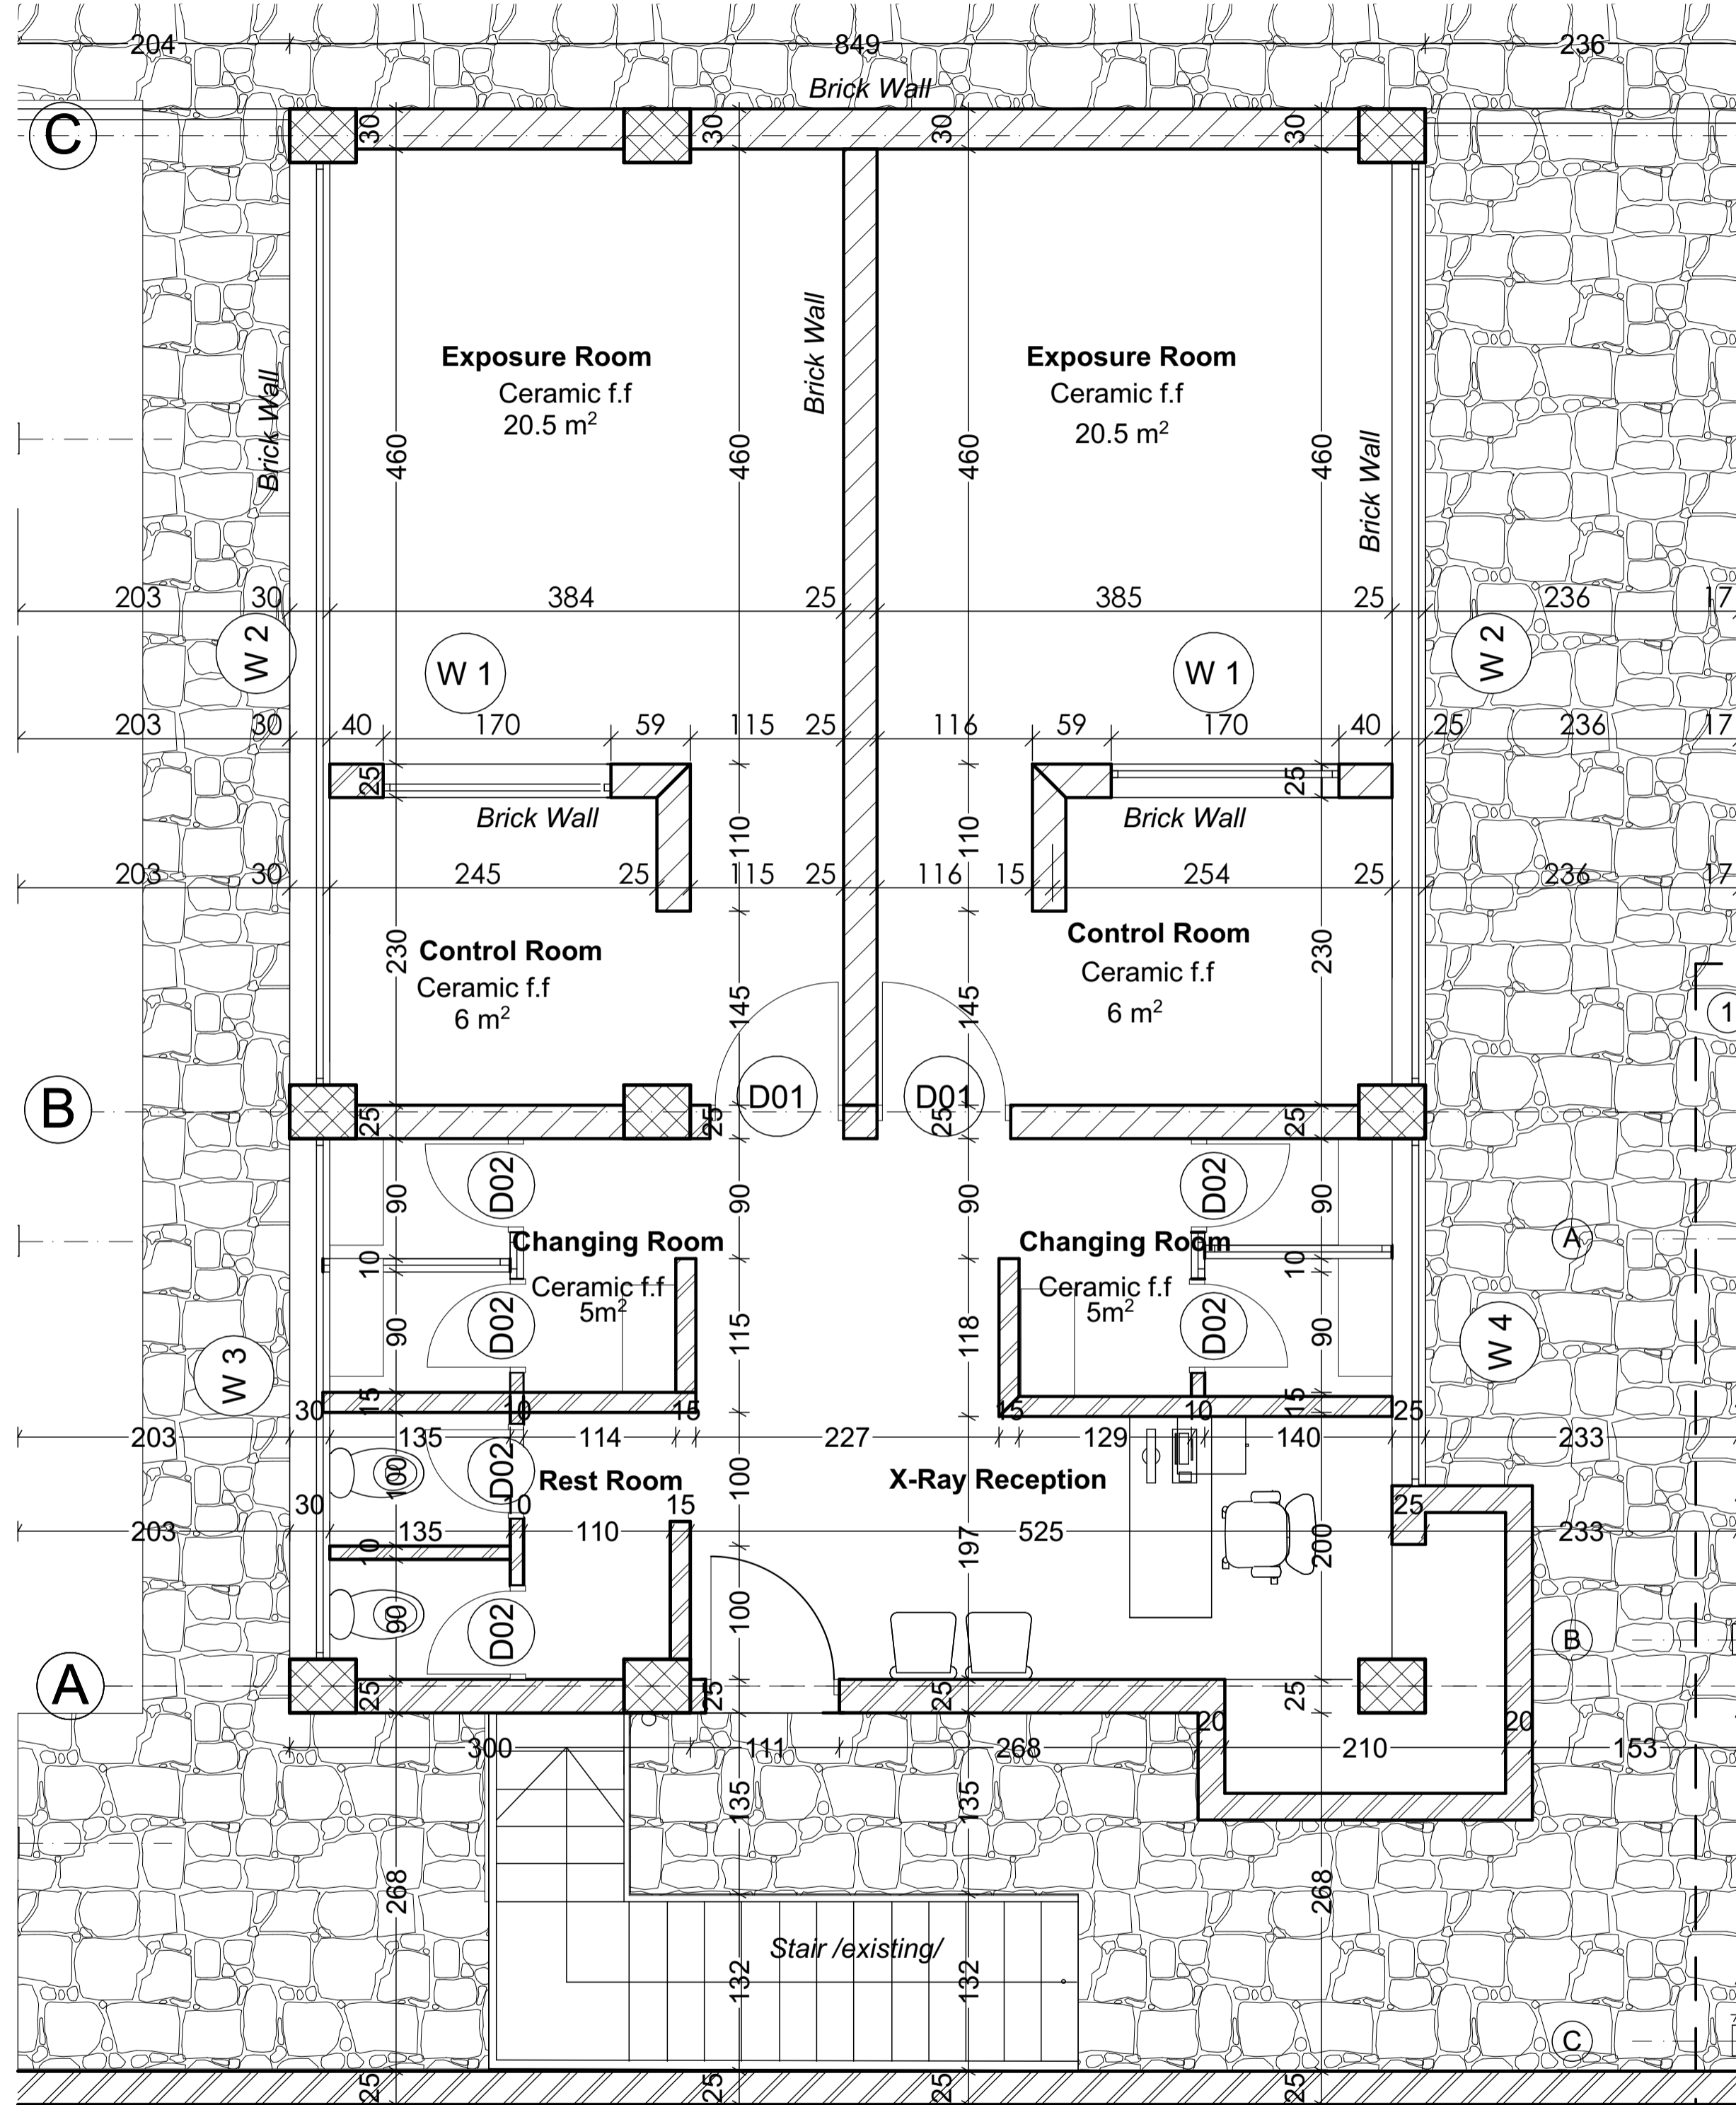 204 849 236
Brick Wall
C
30 30 30 30
Exposure Room
Ceramic f.f
20.5 m²
Exposure Room
Ceramic f.f
20.5 m²
Brick Wall
Brick Wall
Brick Wall
460 460 460 460
203 30 384 25 385 25 236 17
W 2
W 1
W 1
W 2
203 30 40 170 59 115 25 116 59 170 40 25 236 17
25 25
Brick Wall
Brick Wall
110 110
203 30 245 25 115 25 116 15 254 25 236
230 230
Control Room
Ceramic f.f
6 m²
Control Room
Ceramic f.f
6 m²
145 145
1
B
D01 D01
25 25 25 25
D02 D02
90 90 90 90
Changing Room
Ceramic f.f
5m²
Changing Room
Ceramic f.f
5m²
A
10 10
D02 D02
90 115 118 90
W 3
W 4
15 15
30 10 15 15 10 25
203 135 114 227 129 140 233
D02
100 100
Rest Room
X-Ray Reception
30 10 15 25
203 135 110 525 233
10 197 200
D02
90 100
B
A
25 25 25 25
20 20
300 111 268 210 153
135 135
268 268
Stair /existing/
132 132
C
25 25 25 25